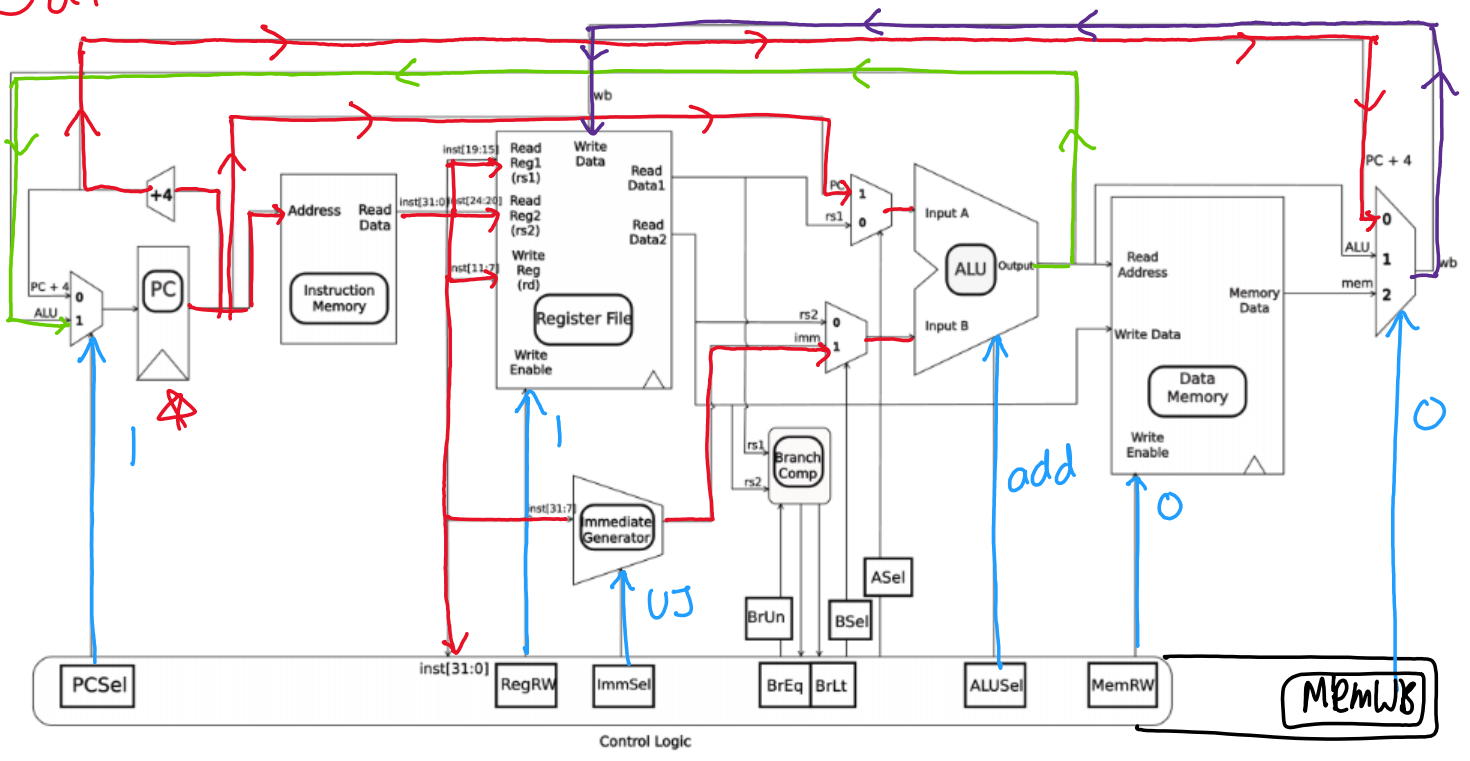 PC + 4
ALU
0
1
PC
+4
Address
Read
Data
Instruction
Memory
inst[31:0]
inst[19:15]
inst[24:20]
inst[11:7]
inst[31:7]
Read
Reg1
(rs1)
Read
Reg2
(rs2)
Write
Reg
(rd)
Write
Data
wb
Read
Data1
Read
Data2
Register File
Write
Enable
Immediate
Generator
PC
1
rs1
0
rs2
0
imm
1
Input A
ALU
Output
Input B
rs1
rs2
Branch
Comp
Read
Address
Write Data
Memory
Data
Data
Memory
Write
Enable
PC + 4
0
ALU
1
mem
2
wb
1
1
UJ
add
0
0
ASel
BrUn
BSel
PCSel
inst[31:0]
RegRW
ImmSel
BrEq
BrLt
ALUSel
MemRW
MemWB
Control Logic